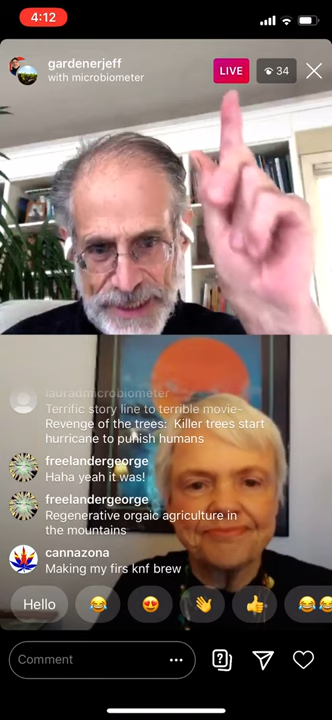 4:12
gardenerjeff
with microbiometer
LIVE
34
lauradmicrobiometer
Terrific story line to terrible movie-
Revenge of the trees: Killer trees start
hurricane to punish humans
freelandergeorge
Haha yeah it was!
freelandergeorge
Regenerative orgaic agriculture in
the mountains
cannazona
Making my firs knf brew
Hello
Comment